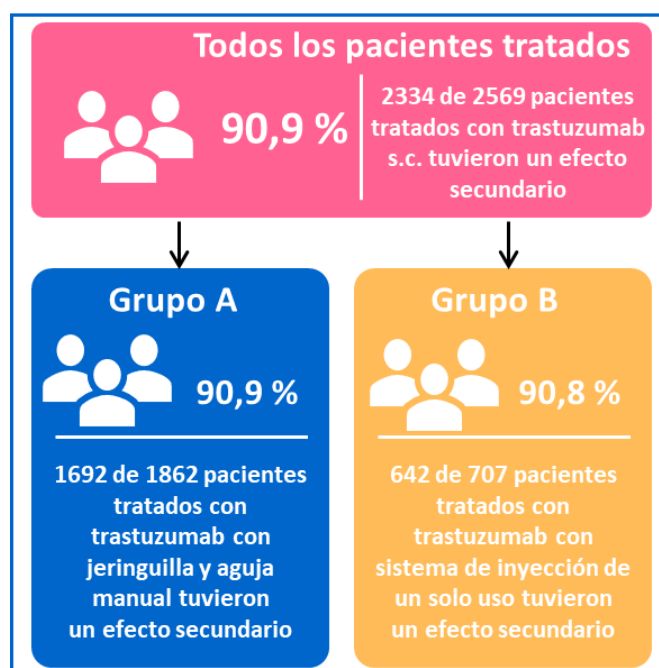 Todos los pacientes tratados
90,9 %
2334 de 2569 pacientes
tratados con trastuzumab
s.c. tuvieron un efecto
secundario
Grupo A
90,9 %
1692 de 1862 pacientes
tratados con
trastuzumab con
jeringuilla y aguja
manual tuvieron
un efecto secundario
Grupo B
90,8 %
642 de 707 pacientes
tratados con
trastuzumab con
sistema de inyección de
un solo uso tuvieron
un efecto secundario